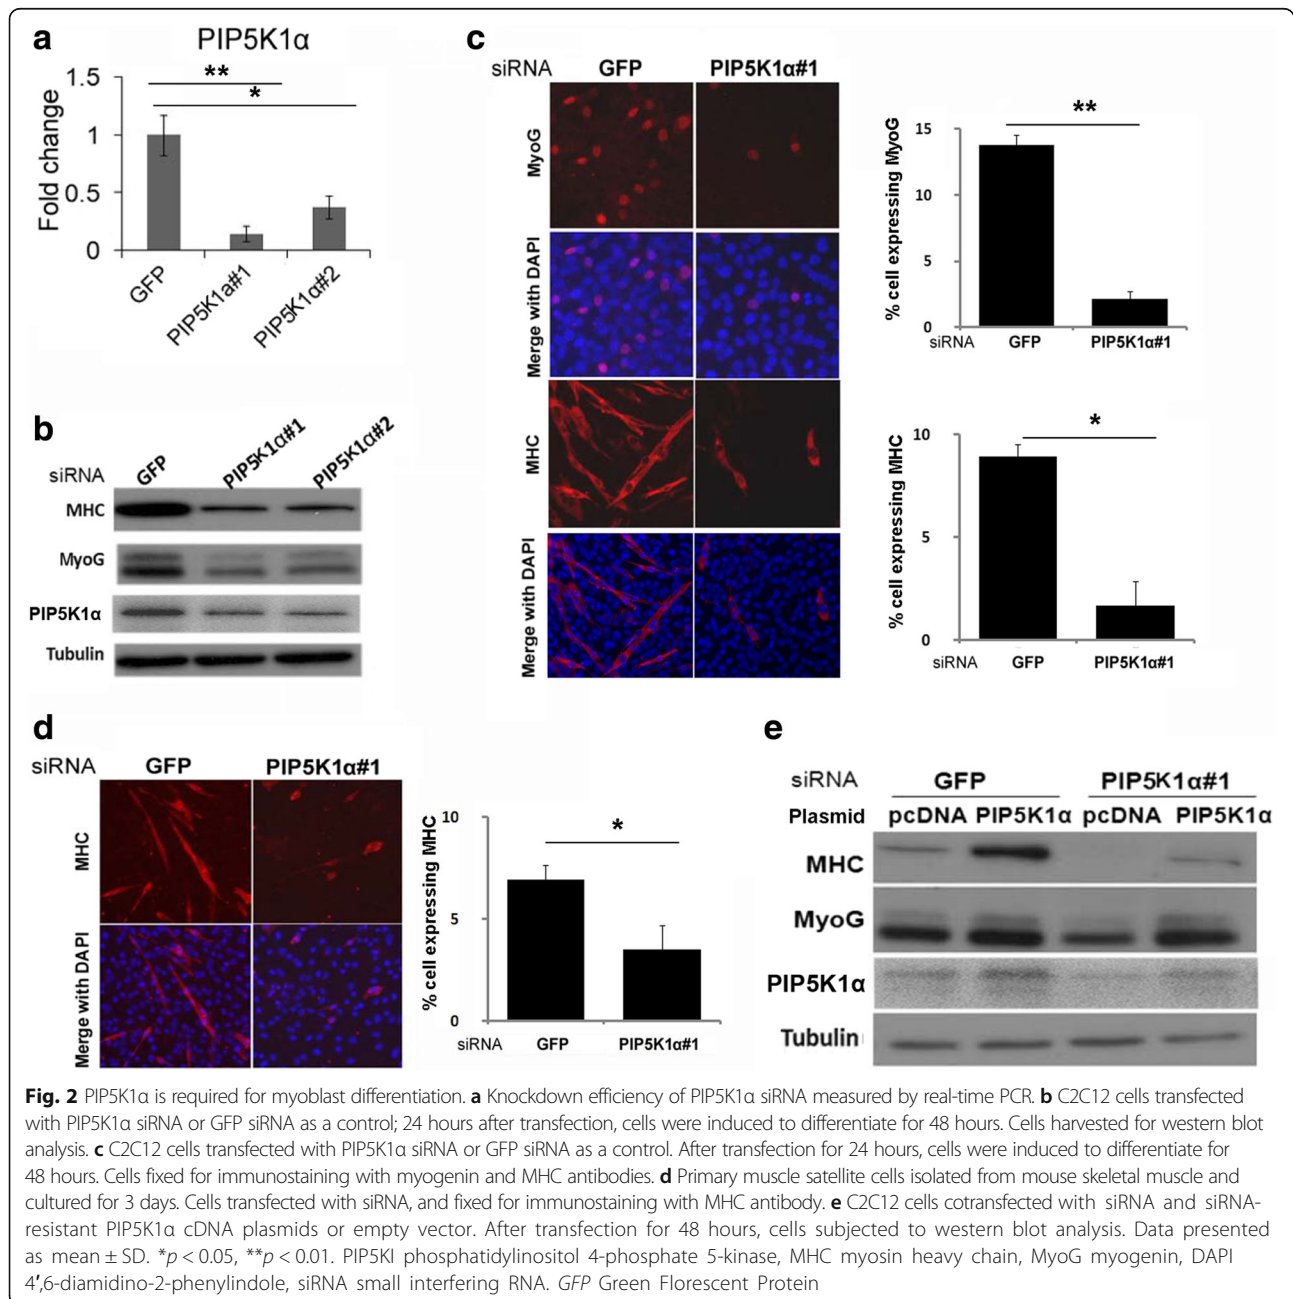 a
PIP5K1α
1.5
1
0.5
0
Fold change
**
*
GFP
PIP5K1a#1
PIP5K1α#2
b
siRNA GFP PIP5K1α#1 PIP5K1α#2
MHC
MyoG
PIP5K1α
Tubulin
c
siRNA GFP PIP5K1α#1
MyoG
Merge with DAPI
MHC
Merge with DAPI
% cell expressing MyoG
15
10
5
0
**
siRNA GFP PIP5K1α#1
% cell expressing MHC
10
5
0
*
siRNA GFP PIP5K1α#1
d
siRNA GFP PIP5K1α#1
MHC
Merge with DAPI
% cell expressing MHC
10
5
0
*
siRNA GFP PIP5K1α#1
e
siRNA GFP PIP5K1α#1
Plasmid pcDNA PIP5K1α pcDNA PIP5K1α
MHC
MyoG
PIP5K1α
Tubulin
Fig. 2 PIP5K1α is required for myoblast differentiation. a Knockdown efficiency of PIP5K1α siRNA measured by real-time PCR. b C2C12 cells transfected
with PIP5K1α siRNA or GFP siRNA as a control; 24 hours after transfection, cells were induced to differentiate for 48 hours. Cells harvested for western blot
analysis. c C2C12 cells transfected with PIP5K1α siRNA or GFP siRNA as a control. After transfection for 24 hours, cells were induced to differentiate for
48 hours. Cells fixed for immunostaining with myogenin and MHC antibodies. d Primary muscle satellite cells isolated from mouse skeletal muscle and
cultured for 3 days. Cells transfected with siRNA, and fixed for immunostaining with MHC antibody. e C2C12 cells cotransfected with siRNA and siRNA-
resistant PIP5K1α cDNA plasmids or empty vector. After transfection for 48 hours, cells subjected to western blot analysis. Data presented
as mean ± SD. *p < 0.05, **p < 0.01. PIP5KI phosphatidylinositol 4-phosphate 5-kinase, MHC myosin heavy chain, MyoG myogenin, DAPI
4′,6-diamidino-2-phenylindole, siRNA small interfering RNA. GFP Green Florescent Protein